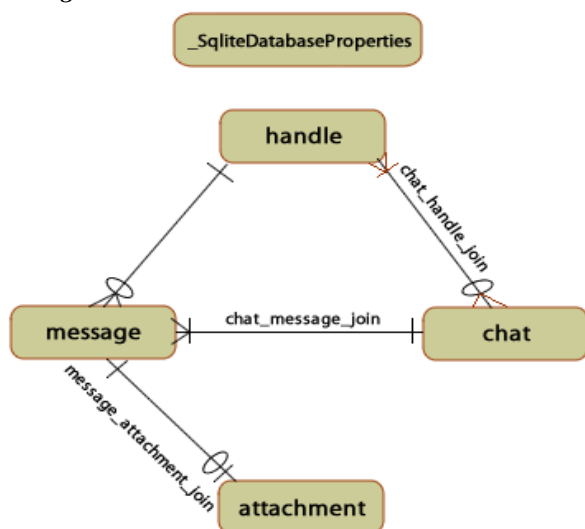 _SqliteDatabaseProperties
handle
chat_handle_join
message
chat_message_join
chat
message_attachment_join
attachment